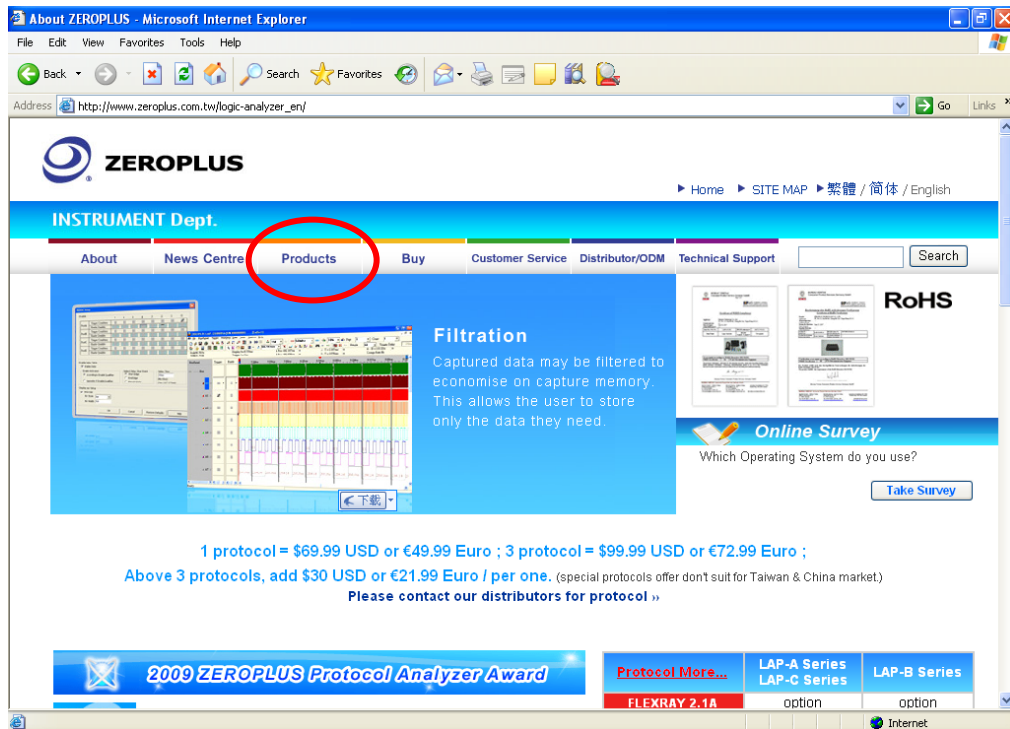 About ZEROPLUS - Microsoft Internet Explorer
File Edit View Favorites Tools Help
Back Search Favorites
Address http://www.zeroplus.com.tw/logic-analyzer_en/ Go Links »
ZEROPLUS
Home SITE MAP 繁體 / 简体 / English
INSTRUMENT Dept.
About News Centre Products Buy Customer Service Distributor/ODM Technical Support Search
Filtration
Captured data may be filtered to
economise on capture memory.
This allows the user to store
only the data they need.
下載
RoHS
Online Survey
Which Operating System do you use?
Take Survey
1 protocol = $69.99 USD or €49.99 Euro ; 3 protocol = $99.99 USD or €72.99 Euro ;
Above 3 protocols, add $30 USD or €21.99 Euro / per one. (special protocols offer don't suit for Taiwan & China market.)
Please contact our distributors for protocol »
2009 ZEROPLUS Protocol Analyzer Award
Protocol More... LAP-A Series LAP-C Series LAP-B Series
FLEXRAY 2.1A option option
Internet